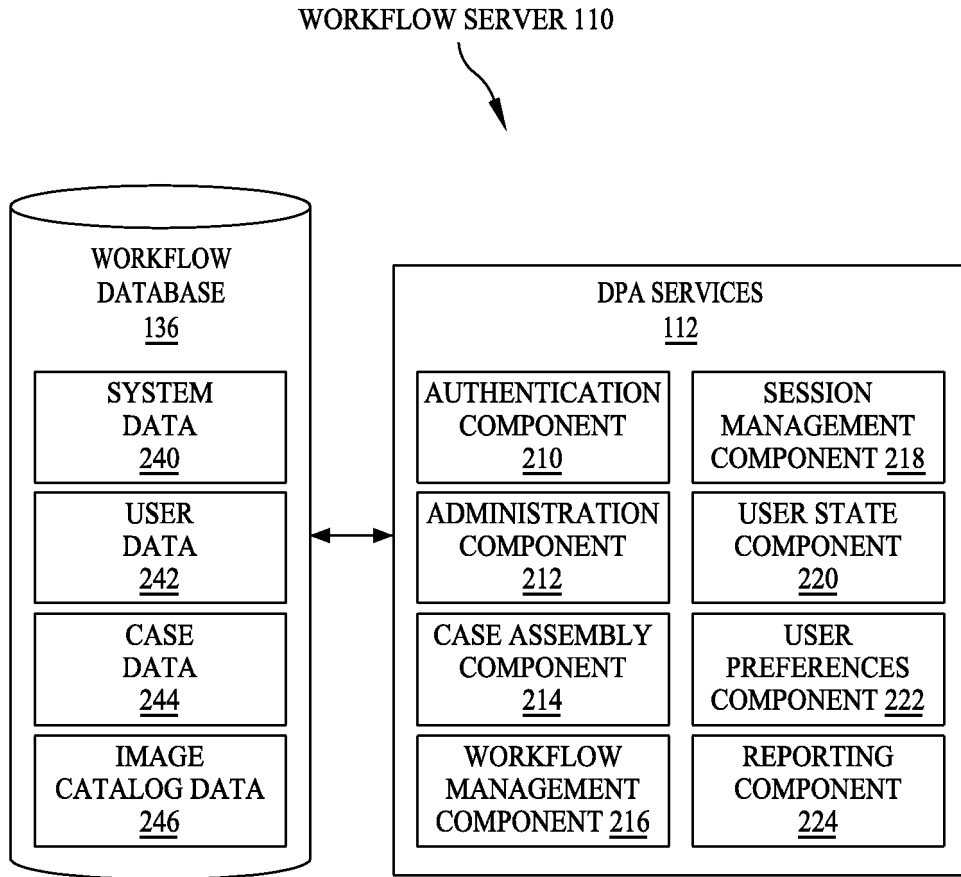 WORKFLOW SERVER 110
WORKFLOW
DATABASE
136
SYSTEM
DATA
240
USER
DATA
242
CASE
DATA
244
IMAGE
CATALOG DATA
246
DPA SERVICES
112
AUTHENTICATION
COMPONENT
210
ADMINISTRATION
COMPONENT
212
CASE ASSEMBLY
COMPONENT
214
WORKFLOW
MANAGEMENT
COMPONENT 216
SESSION
MANAGEMENT
COMPONENT 218
USER STATE
COMPONENT
220
USER
PREFERENCES
COMPONENT 222
REPORTING
COMPONENT
224